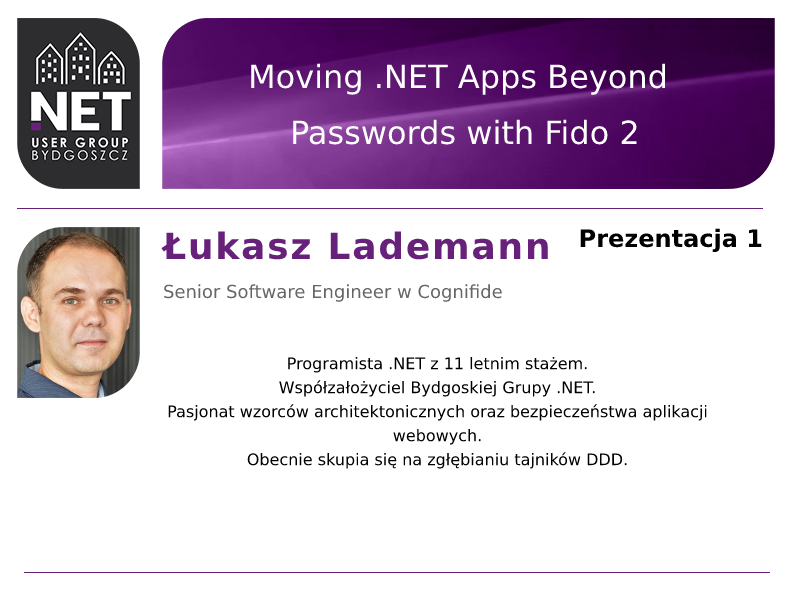 NET
USER GROUP
BYDGOSZCZ
Moving .NET Apps Beyond
Passwords with Fido 2
Łukasz Lademann
Prezentacja 1
Senior Software Engineer w Cognifide
Programista .NET z 11 letnim stażem.
Współzałożyciel Bydgoskiej Grupy .NET.
Pasjonat wzorców architektonicznych oraz bezpieczeństwa aplikacji
webowych.
Obecnie skupia się na zgłębianiu tajników DDD.